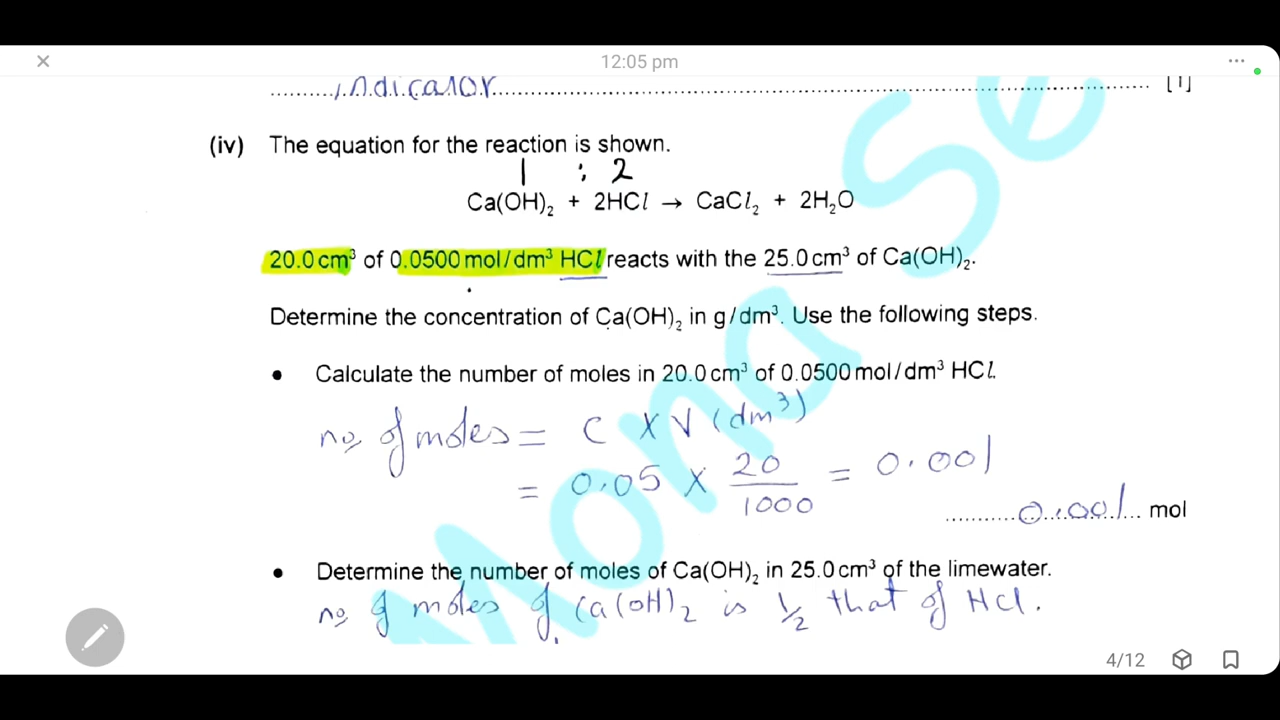 12:05 pm
indicator [1]
(iv) The equation for the reaction is shown.
1 : 2
Ca(OH)₂ + 2HCl → CaCl₂ + 2H₂O
20.0 cm³ of 0.0500 mol/dm³ HCl reacts with the 25.0 cm³ of Ca(OH)₂.
Determine the concentration of Ca(OH)₂ in g/dm³. Use the following steps.
• Calculate the number of moles in 20.0 cm³ of 0.0500 mol/dm³ HCl.
no. of moles = C X V (dm³)
= 0.05 X 20/1000 = 0.001
0.001 mol
• Determine the number of moles of Ca(OH)₂ in 25.0 cm³ of the limewater.
no. of moles of Ca(OH)₂ is 1/2 that of HCl.
4/12
Mona Se